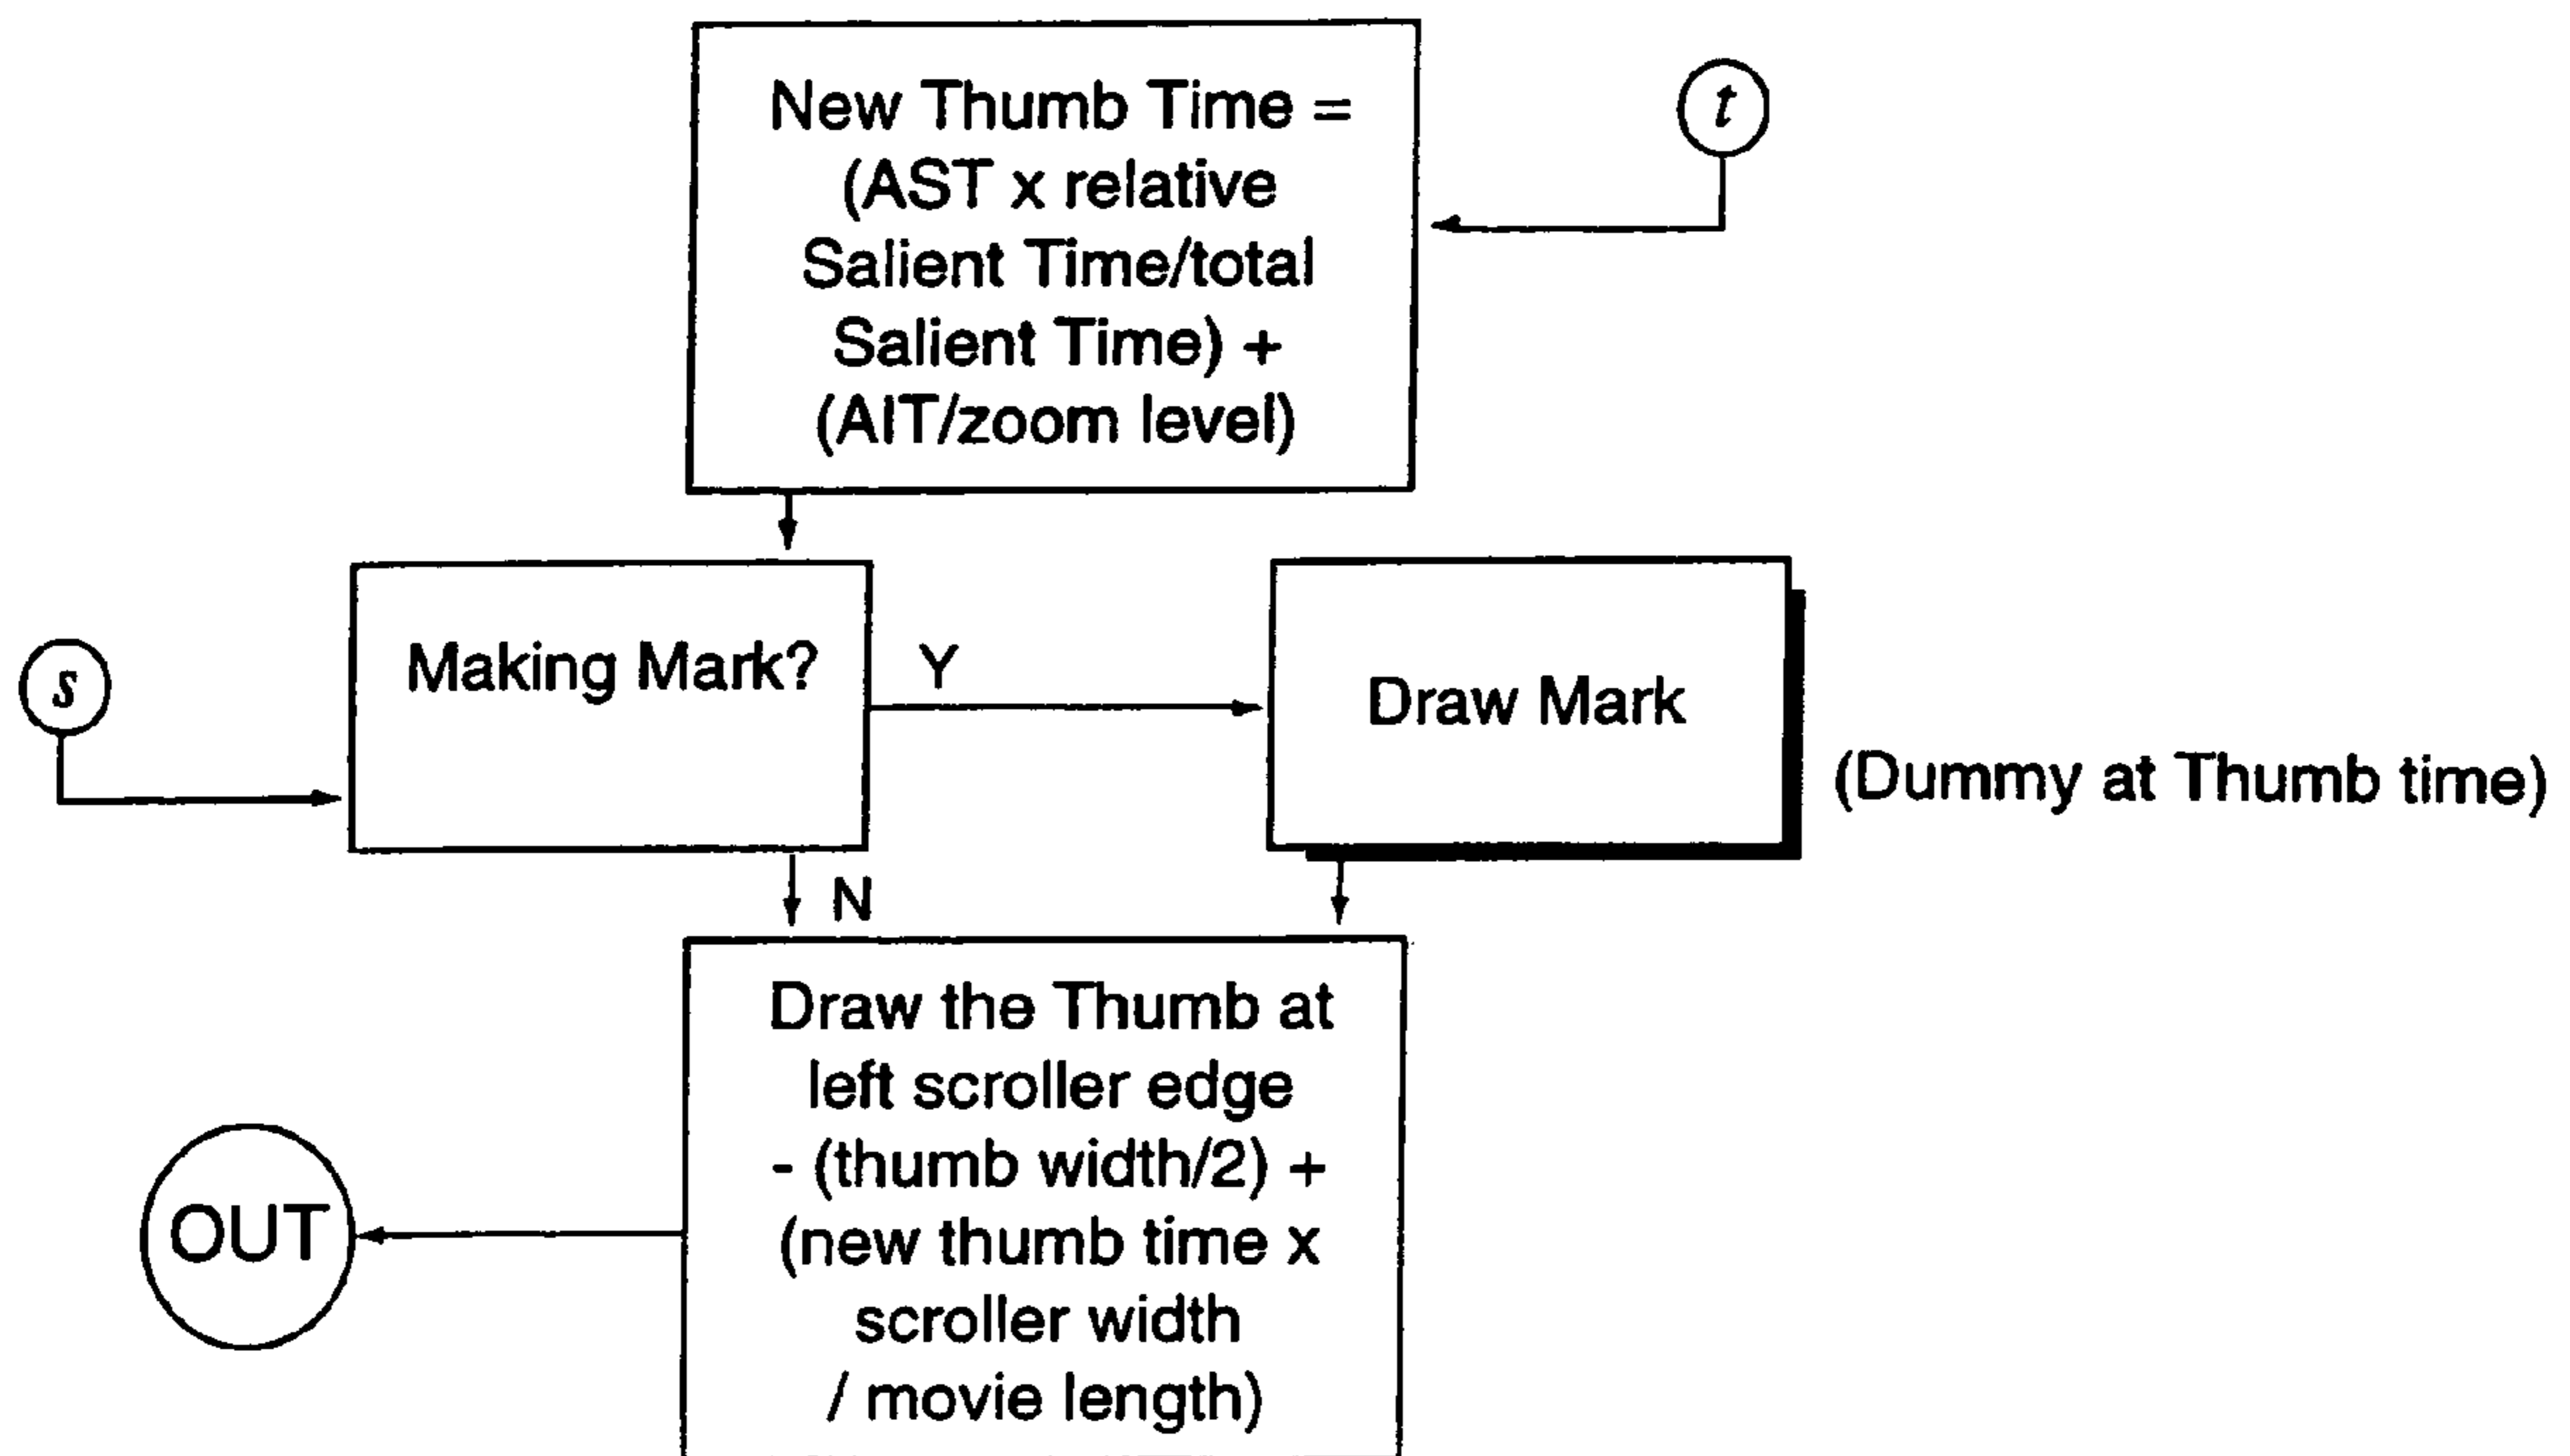 New Thumb Time =
(AST x relative
Salient Time/total
Salient Time) +
(AIT/zoom level)
t
Making Mark?
s
Y
Draw Mark
(Dummy at Thumb time)
N
Draw the Thumb at
left scroller edge
- (thumb width/2) +
(new thumb time x
scroller width
/ movie length)
OUT